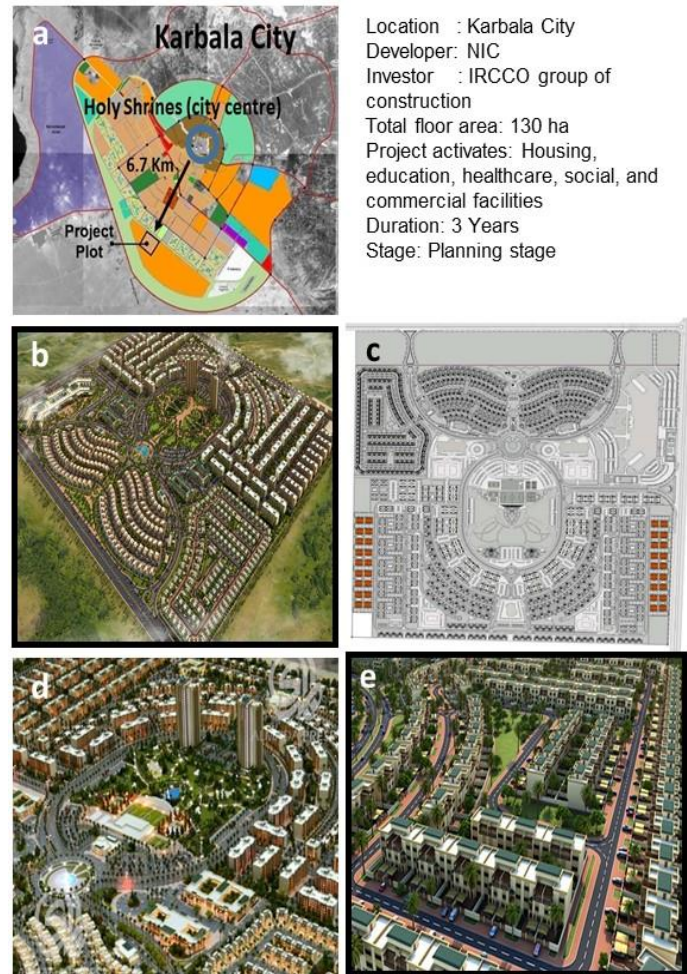 a
Karbala City
Holy Shrines (city centre)
6.7 Km
Project
Plot
Location : Karbala City
Developer: NIC
Investor : IRCCO group of
construction
Total floor area: 130 ha
Project activates: Housing,
education, healthcare, social, and
commercial facilities
Duration: 3 Years
Stage: Planning stage
b
c
d
e